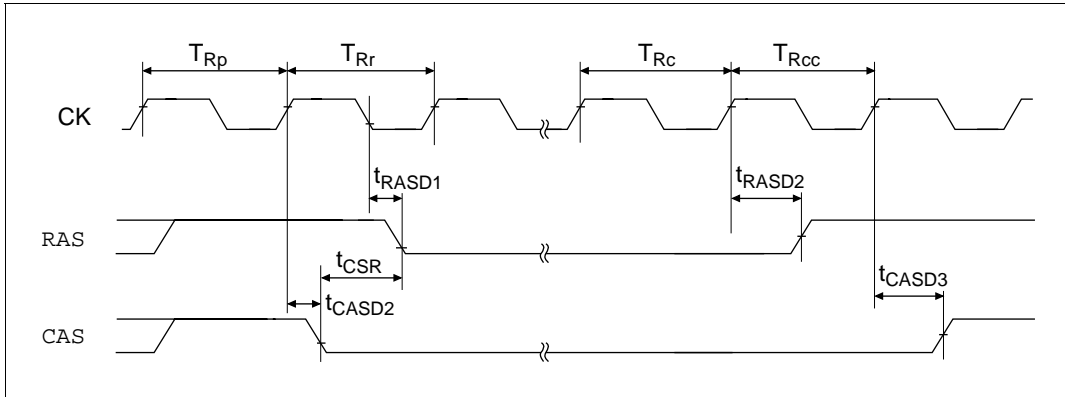 TRp TRr TRc TRcc
CK
tRASD1 tRASD2
RAS
tCSR
tCASD3
tCASD2
CAS